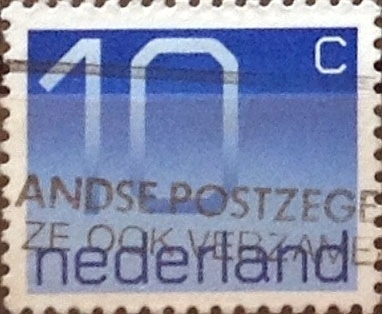 10 C
ANDSE POSTZEGE
ZE OOK VERZAME
nederland